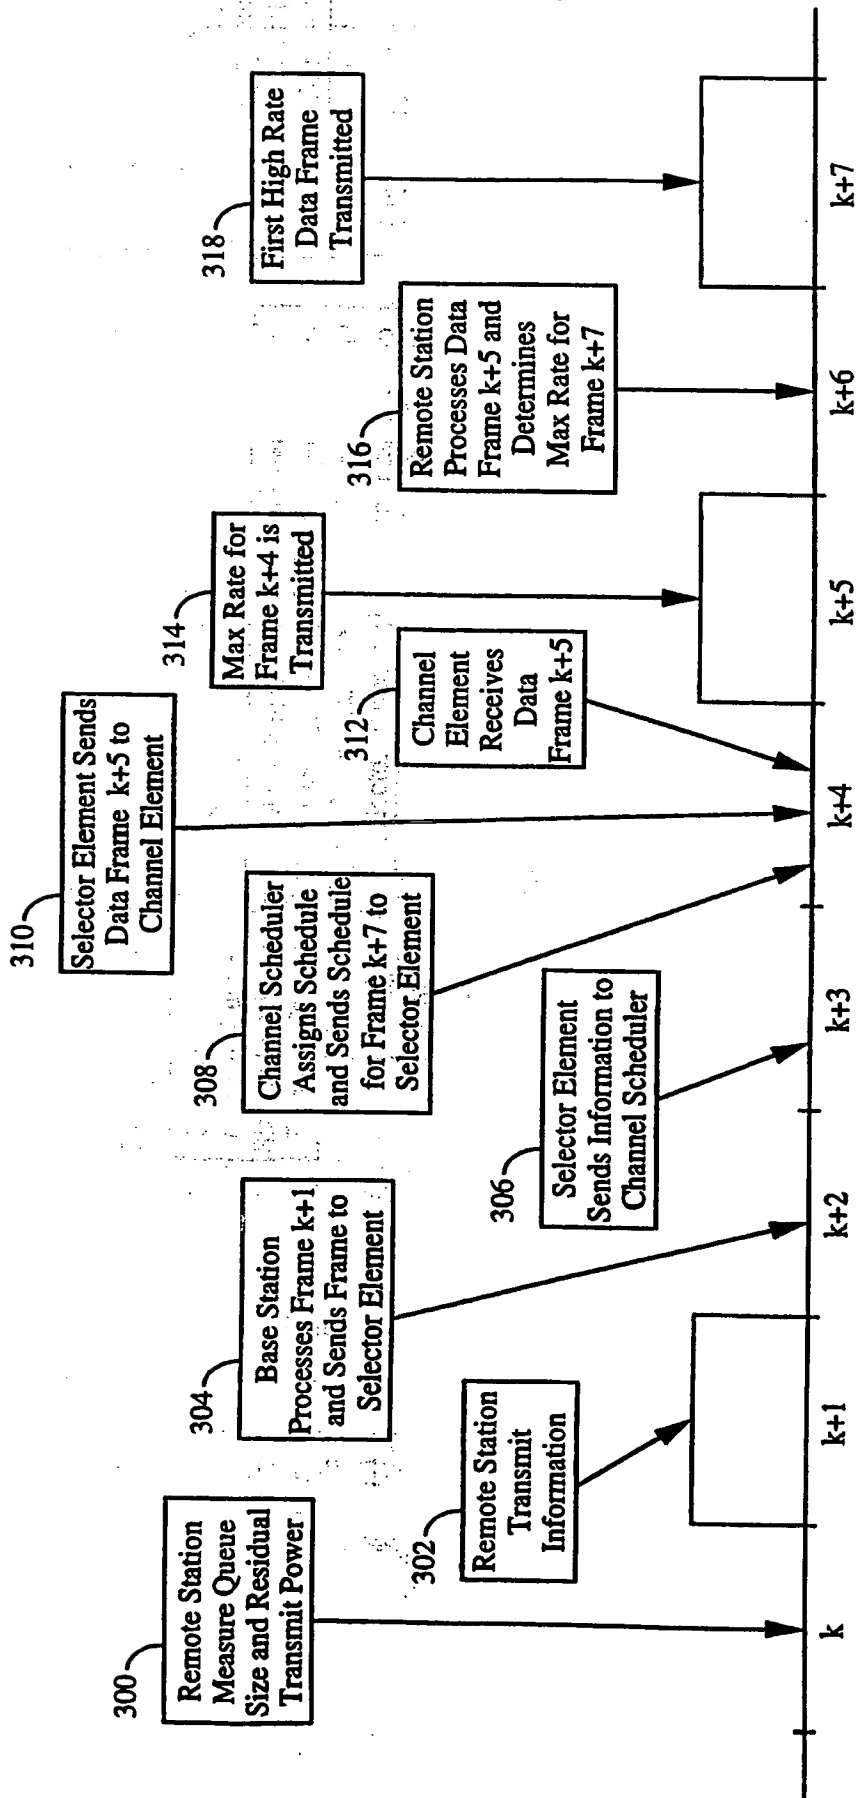 300
Remote Station
Measure Queue
Size and Residual
Transmit Power
302
Remote Station
Transmit
Information
304
Base Station
Processes Frame k+1
and Sends Frame to
Selector Element
306
Selector Element
Sends Information to
Channel Scheduler
308
Channel Scheduler
Assigns Schedule
and Sends Schedule
for Frame k+7 to
Selector Element
310
Selector Element Sends
Data Frame k+5 to
Channel Element
312
Channel
Element
Receives
Data
Frame k+5
314
Max Rate for
Frame k+4 is
Transmitted
316
Remote Station
Processes Data
Frame k+5 and
Determines
Max Rate for
Frame k+7
318
First High Rate
Data Frame
Transmitted
k
k+1
k+2
k+3
k+4
k+5
k+6
k+7